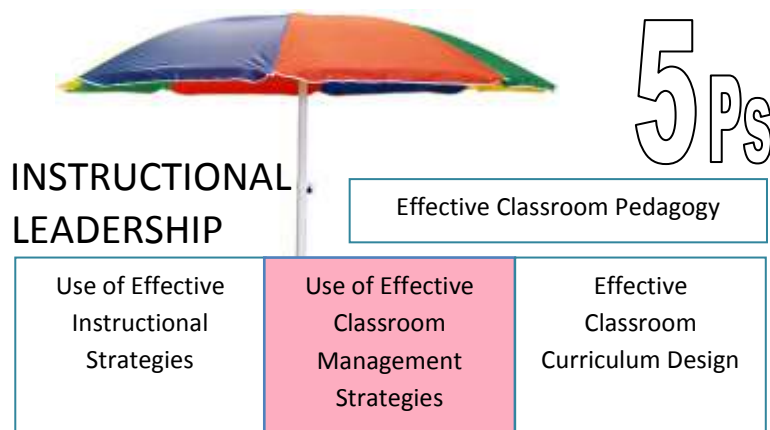 5Ps
INSTRUCTIONAL
LEADERSHIP
Effective Classroom Pedagogy
Use of Effective
Instructional
Strategies
Use of Effective
Classroom
Management
Strategies
Effective
Classroom
Curriculum Design